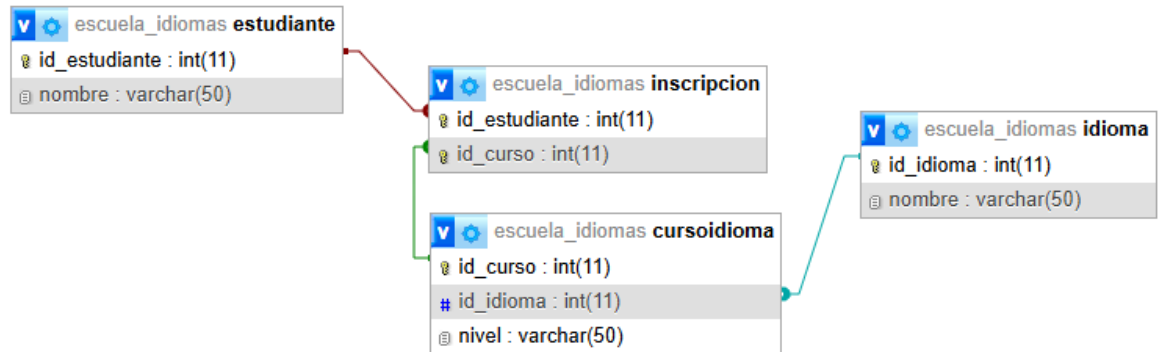 escuela_idiomas estudiante
id_estudiante : int(11)
nombre : varchar(50)
escuela_idiomas inscripcion
id_estudiante : int(11)
id_curso : int(11)
escuela_idiomas cursoidioma
id_curso : int(11)
# id_idioma : int(11)
nivel : varchar(50)
escuela_idiomas idioma
id_idioma : int(11)
nombre : varchar(50)